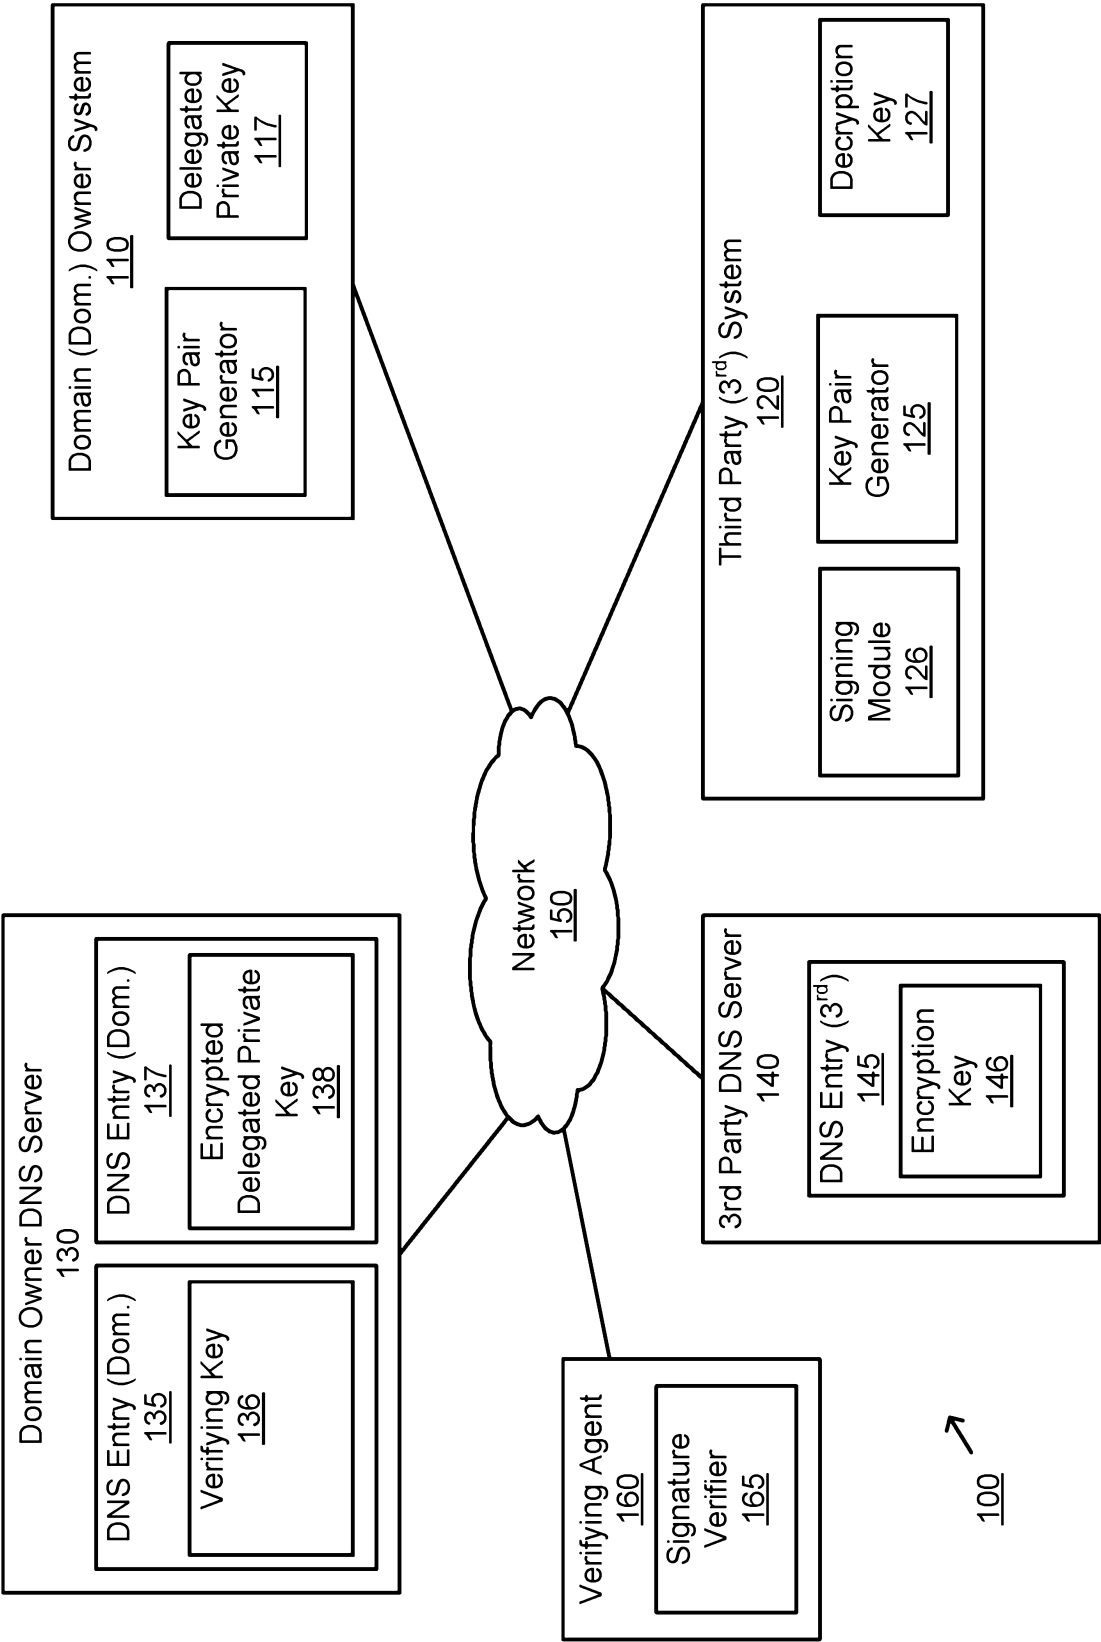 Domain Owner DNS Server
130
DNS Entry (Dom.)
135
Verifying Key
136
DNS Entry (Dom.)
137
Encrypted
Delegated Private
Key
138
Domain (Dom.) Owner System
110
Key Pair
Generator
115
Delegated
Private Key
117
Network
150
Verifying Agent
160
Signature
Verifier
165
3rd Party DNS Server
140
DNS Entry (3rd)
145
Encryption
Key
146
Third Party (3rd) System
120
Signing
Module
126
Key Pair
Generator
125
Decryption
Key
127
100